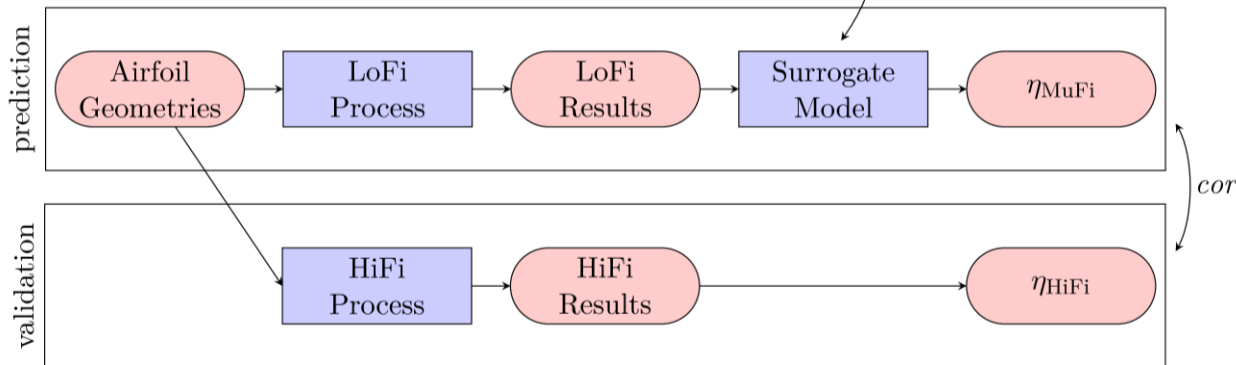 prediction
Airfoil
Geometries
LoFi
Process
LoFi
Results
Surrogate
Model
ηMuFi
cor
validation
HiFi
Process
HiFi
Results
ηHiFi